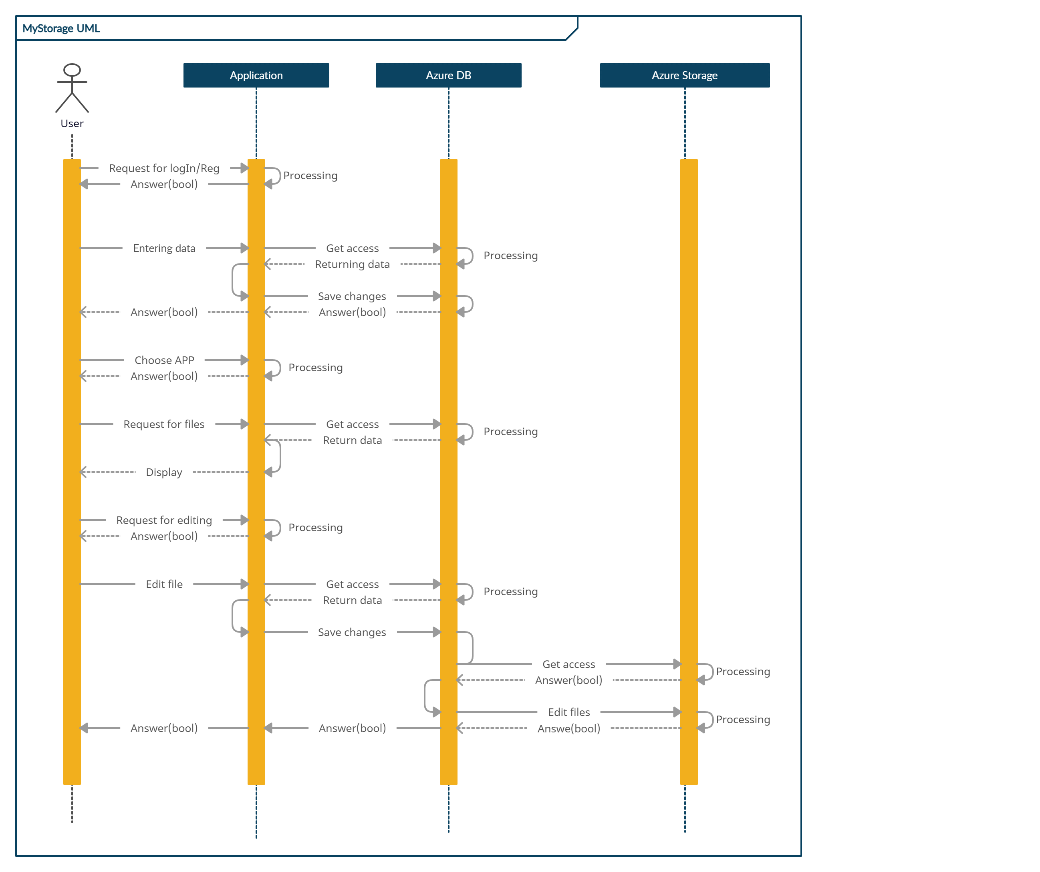 MyStorage UML
Application
Azure DB
Azure Storage
User
Request for logIn/Reg
Processing
Answer(bool)
Entering data
Get access
Processing
Returning data
Save changes
Answer(bool)
Answer(bool)
Choose APP
Processing
Answer(bool)
Request for files
Get access
Processing
Return data
Display
Request for editing
Processing
Answer(bool)
Edit file
Get access
Processing
Return data
Save changes
Get access
Processing
Answer(bool)
Edit files
Processing
Answer(bool)
Answer(bool)
Answe(bool)